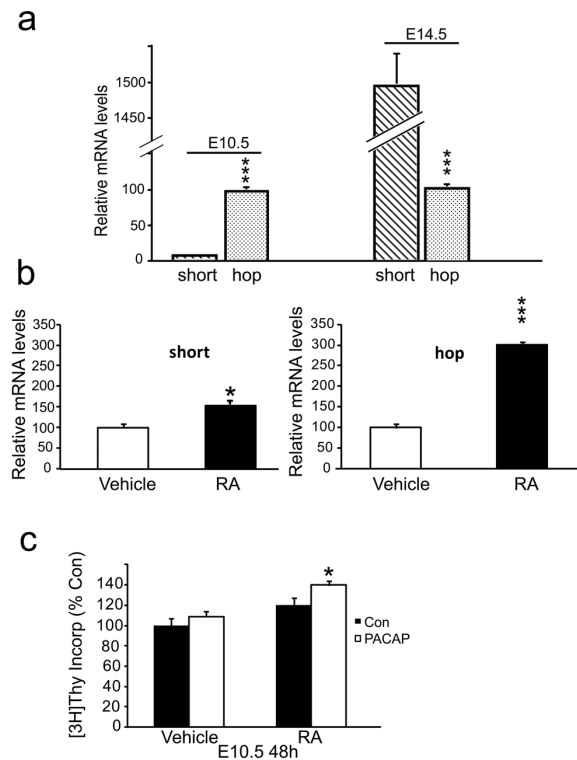 a
Relative mRNA levels
1500
1450
100
50
0
E10.5
E14.5
***
***
short hop short hop
b
Relative mRNA levels
350
300
250
200
150
100
50
0
short
*
Vehicle RA
Relative mRNA levels
350
300
250
200
150
100
50
0
hop
***
Vehicle RA
c
[3H]Thy Incorp (% Con)
140
120
100
80
60
40
20
0
*
Con
PACAP
Vehicle RA
E10.5 48h